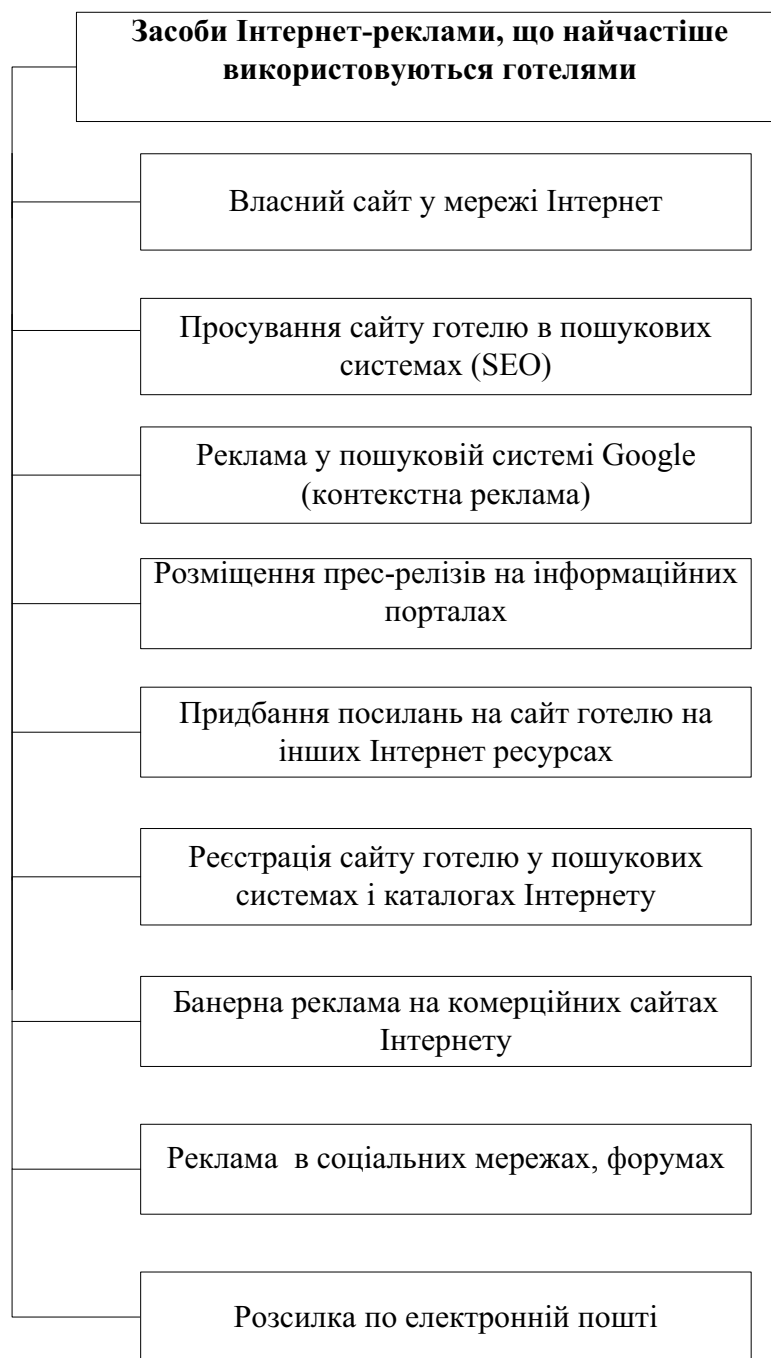 Засоби Інтернет-реклами, що найчастіше
використовуються готелями
Власний сайт у мережі Інтернет
Просування сайту готелю в пошукових
системах (SEO)
Реклама у пошуковій системі Google
(контекстна реклама)
Розміщення прес-релізів на інформаційних
порталах
Придбання посилань на сайт готелю на
інших Інтернет ресурсах
Реєстрація сайту готелю у пошукових
системах і каталогах Інтернету
Банерна реклама на комерційних сайтах
Інтернету
Реклама  в соціальних мережах, форумах
Розсилка по електронній пошті